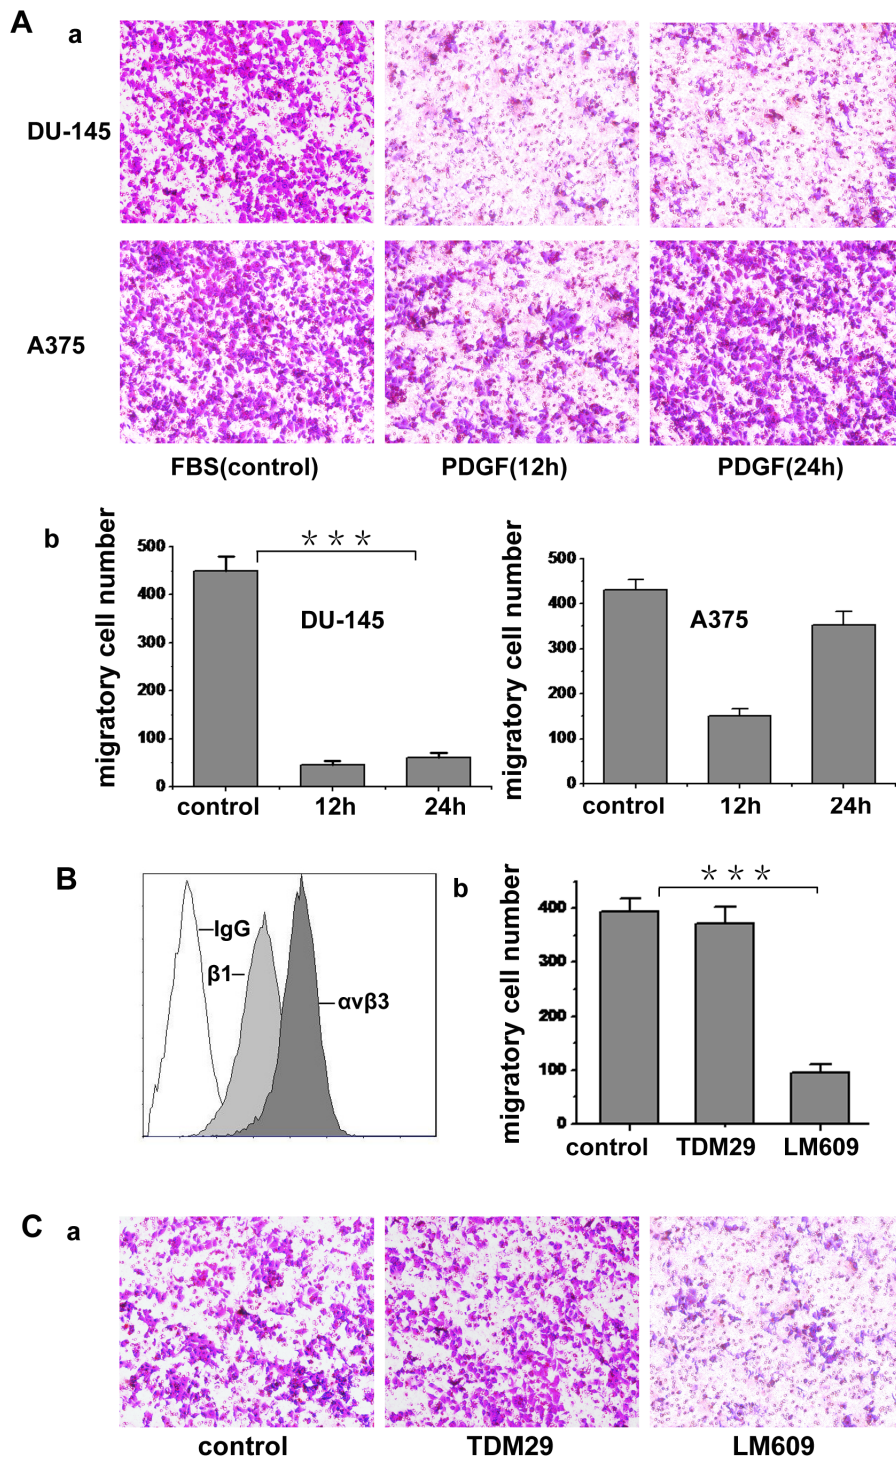 A
a
DU-145
A375
FBS(control)
PDGF(12h)
PDGF(24h)
b
migratory cell number
500
400
300
200
100
0
＊＊＊
DU-145
control
12h
24h
migratory cell number
500
400
300
200
100
0
A375
control
12h
24h
B
IgG
β1
αvβ3
b
migratory cell number
400
300
200
100
0
＊＊＊
control
TDM29
LM609
C
a
control
TDM29
LM609